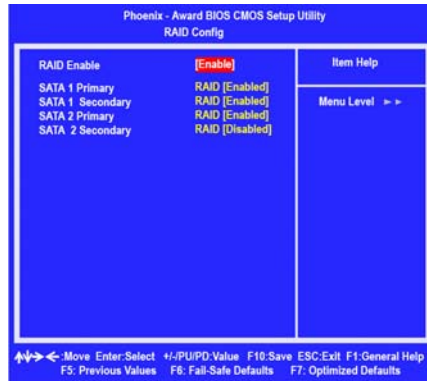 Phoenix - Award BIOS CMOS Setup Utility
RAID Config
RAID Enable [Enable]
SATA 1 Primary RAID [Enabled]
SATA 1 Secondary RAID [Enabled]
SATA 2 Primary RAID [Enabled]
SATA 2 Secondary RAID [Disabled]
Item Help
Menu Level ►►
↑↓→←:Move Enter:Select +/-/PU/PD:Value F10:Save ESC:Exit F1:General Help
F5: Previous Values F6: Fail-Safe Defaults F7: Optimized Defaults